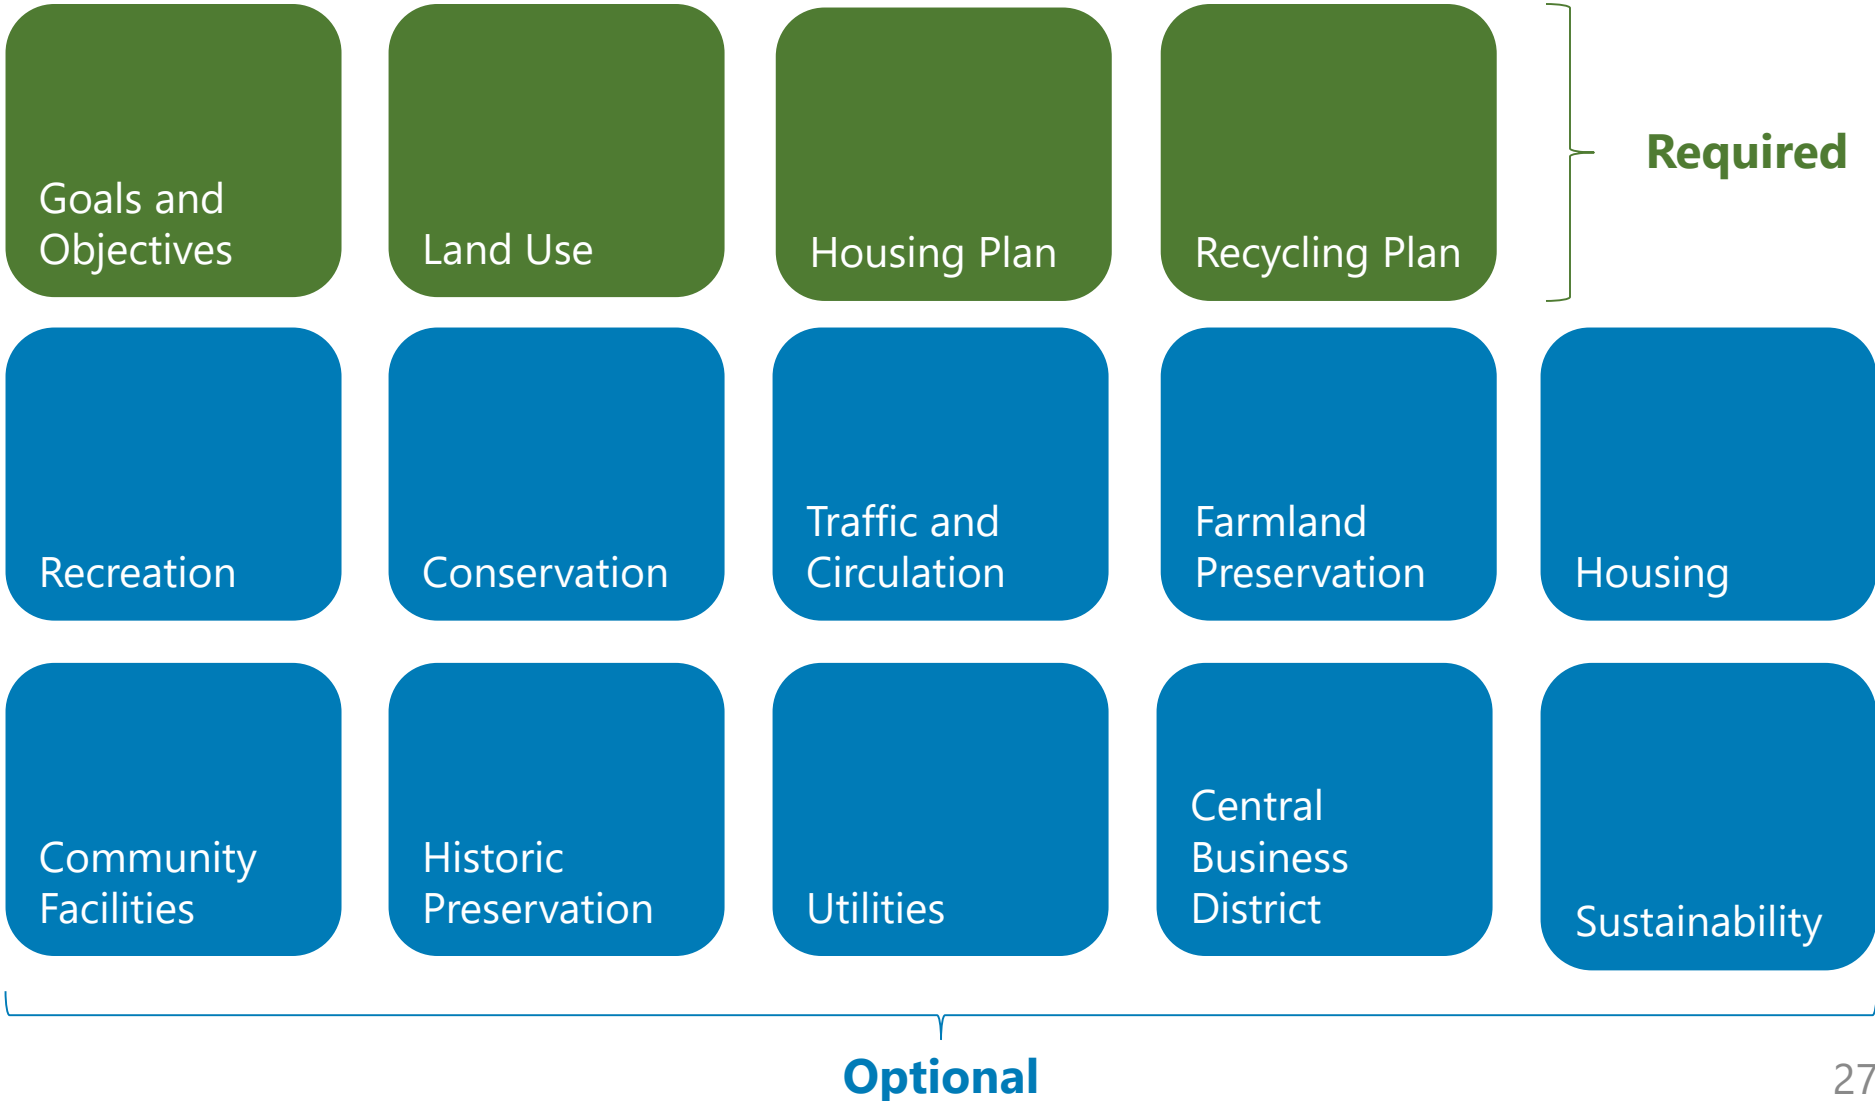 Goals and
Objectives
Land Use
Housing Plan
Recycling Plan
Required
Recreation
Conservation
Traffic and
Circulation
Farmland
Preservation
Housing
Community
Facilities
Historic
Preservation
Utilities
Central
Business
District
Sustainability
Optional
27